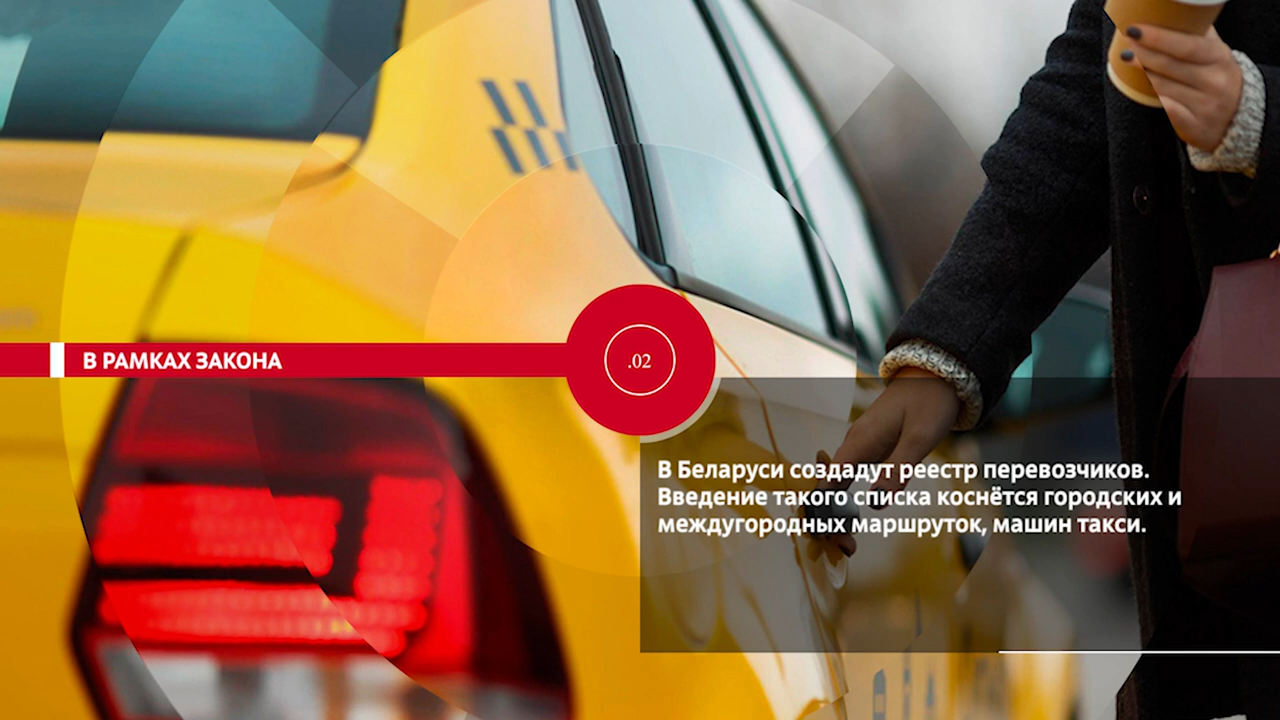 В РАМКАХ ЗАКОНА
.02
В Беларуси создадут реестр перевозчиков.
Введение такого списка коснётся городских и
междугородных маршруток, машин такси.